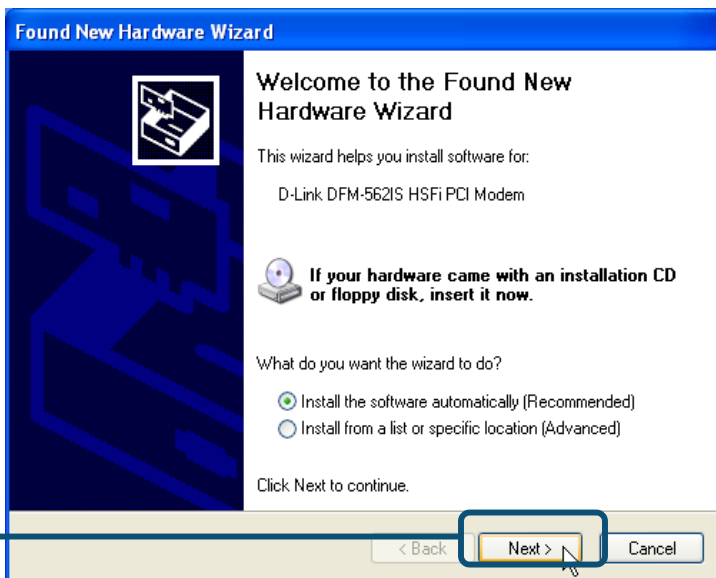 Found New Hardware Wizard
Welcome to the Found New
Hardware Wizard
This wizard helps you install software for:
D-Link DFM-562IS HSFi PCI Modem
If your hardware came with an installation CD
or floppy disk, insert it now.
What do you want the wizard to do?
Install the software automatically (Recommended)
Install from a list or specific location (Advanced)
Click Next to continue.
< Back Next > Cancel